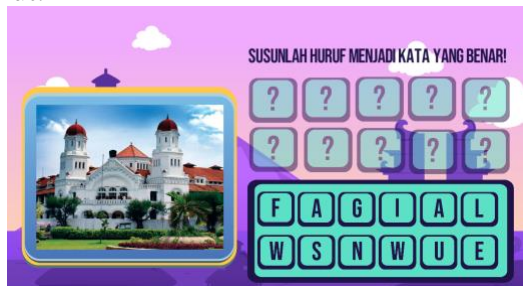 SUSUNLAH HURUF MENJADI KATA YANG BENAR!
? ? ? ? ?
? ? ? ? ?
F A G I A L
W S N W U E